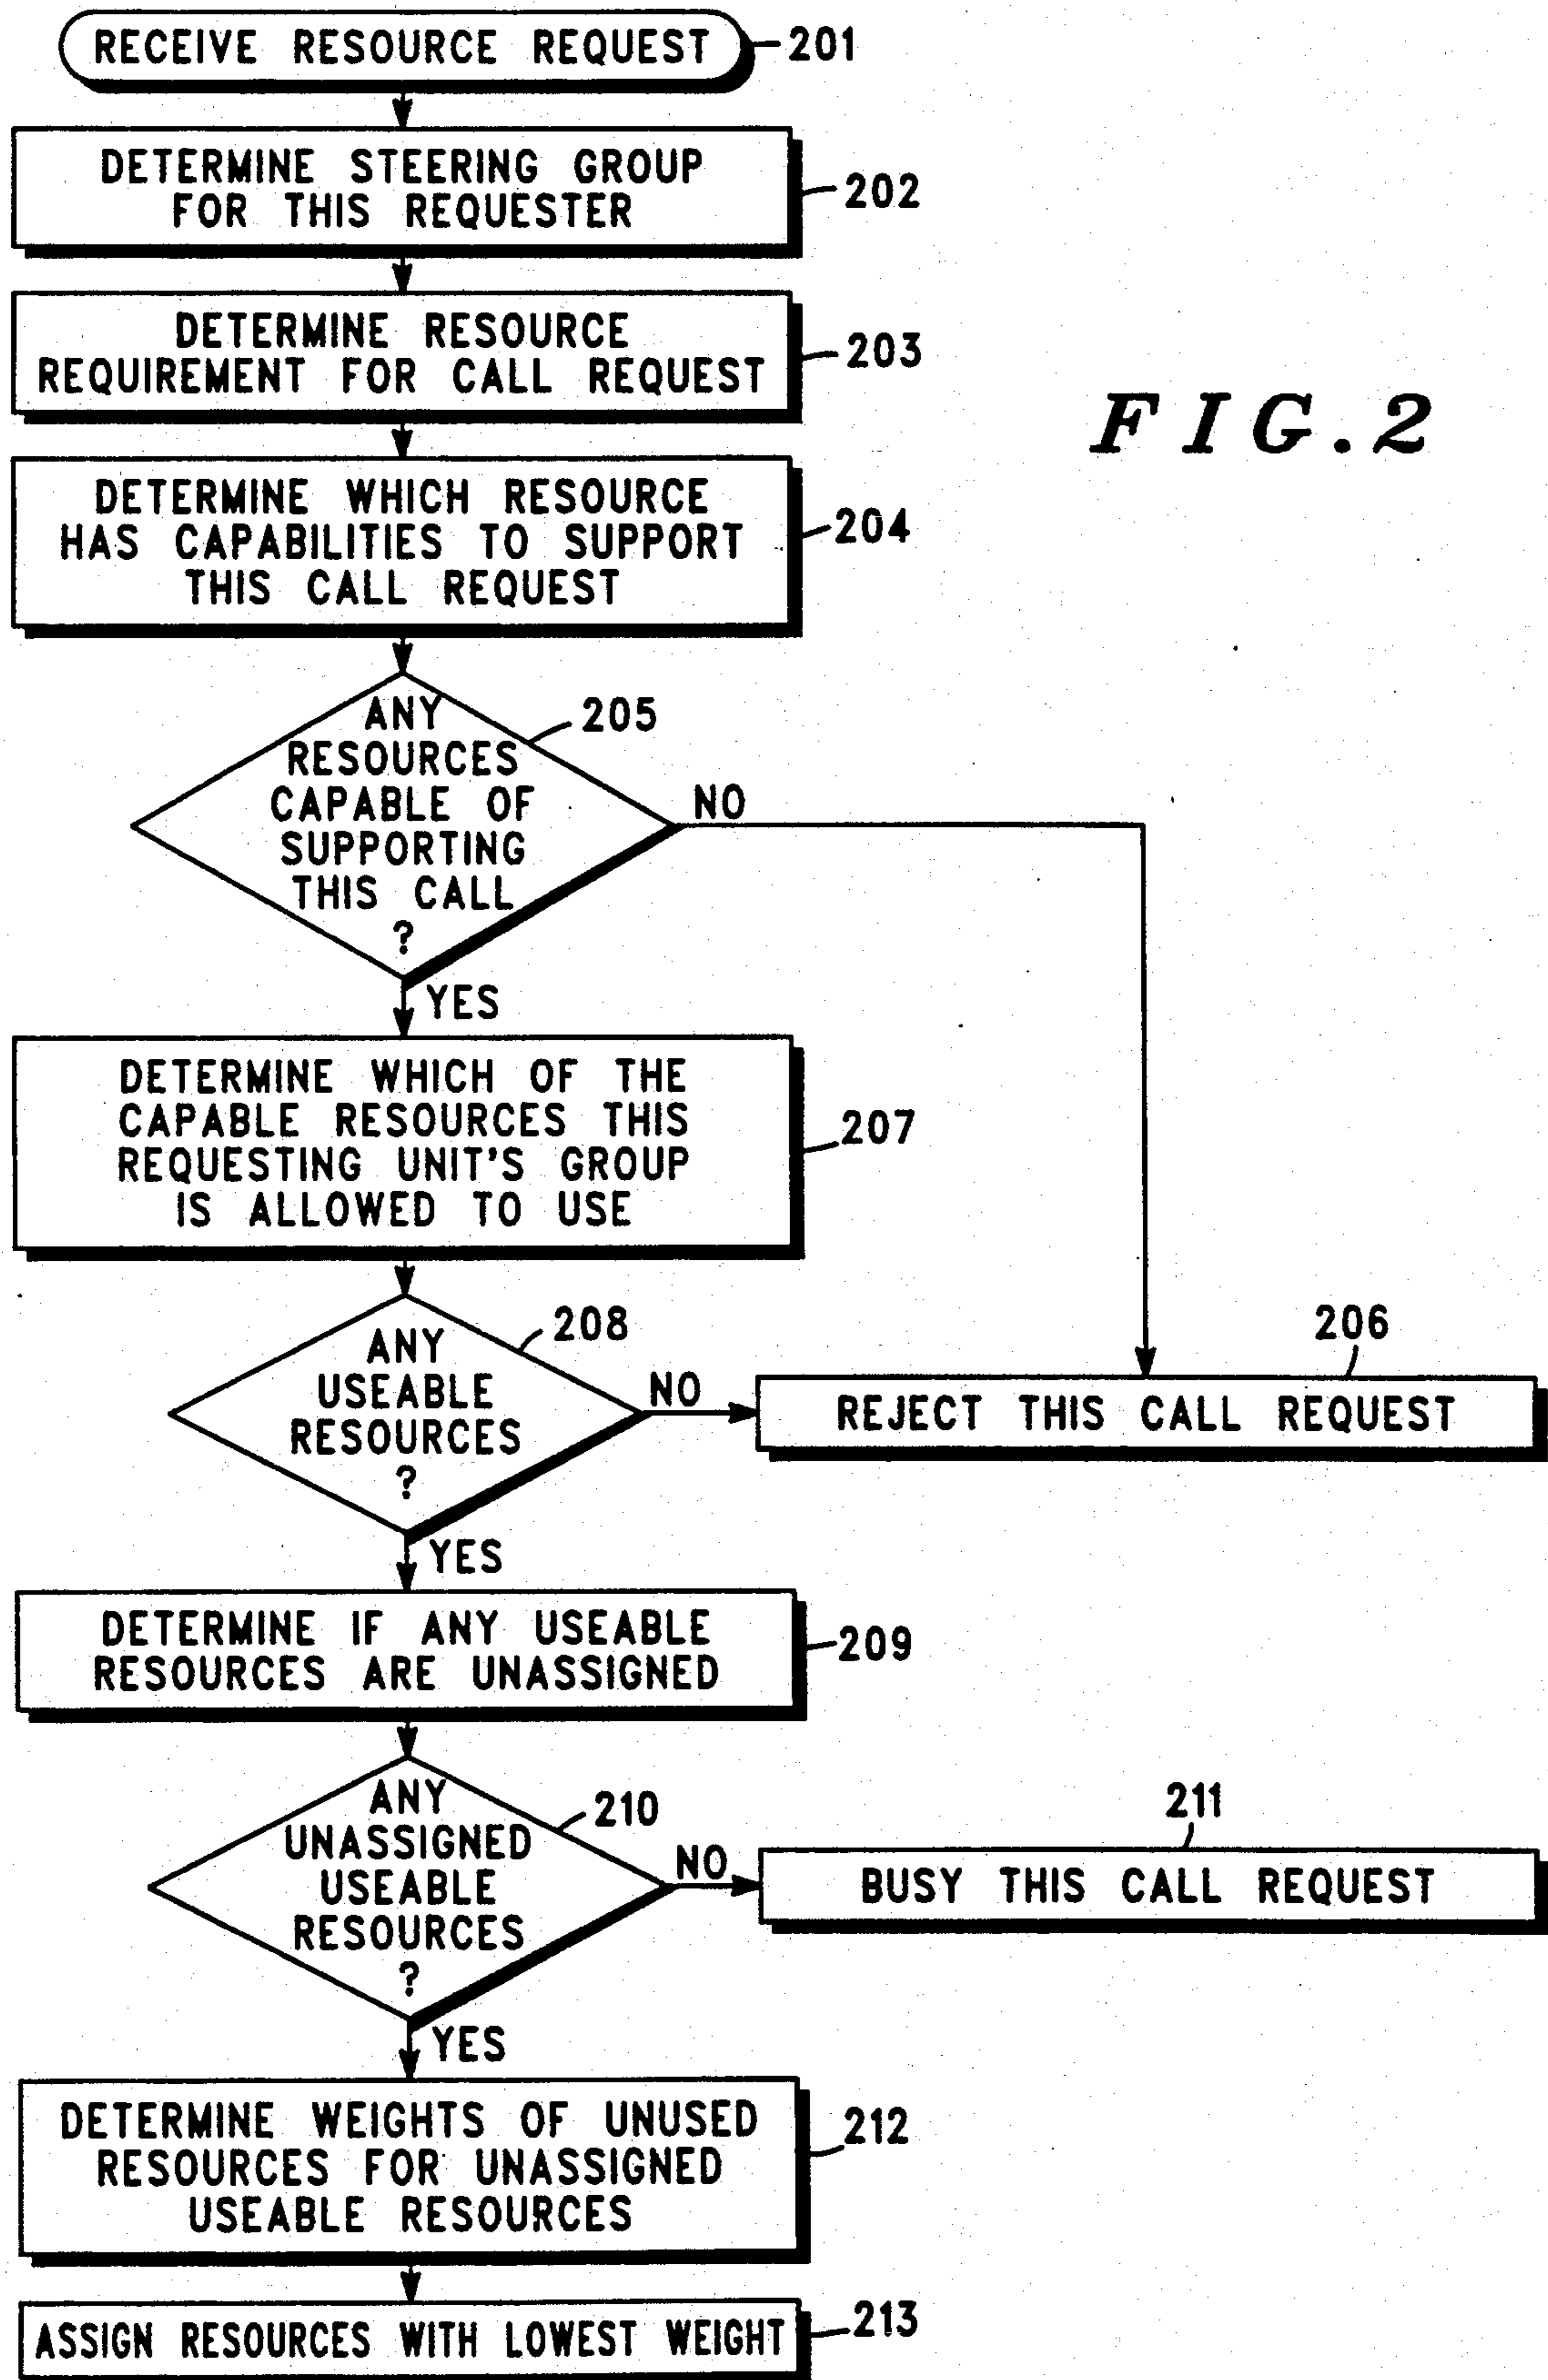 RECEIVE RESOURCE REQUEST
201
DETERMINE STEERING GROUP
FOR THIS REQUESTER
202
DETERMINE RESOURCE
REQUIREMENT FOR CALL REQUEST
203
FIG.2
DETERMINE WHICH RESOURCE
HAS CAPABILITIES TO SUPPORT
THIS CALL REQUEST
204
ANY
RESOURCES
CAPABLE OF
SUPPORTING
THIS CALL
?
205
NO
YES
DETERMINE WHICH OF THE
CAPABLE RESOURCES THIS
REQUESTING UNIT'S GROUP
IS ALLOWED TO USE
207
ANY
USEABLE
RESOURCES
?
208
NO
206
REJECT THIS CALL REQUEST
YES
DETERMINE IF ANY USEABLE
RESOURCES ARE UNASSIGNED
209
ANY
UNASSIGNED
USEABLE
RESOURCES
?
210
NO
211
BUSY THIS CALL REQUEST
YES
DETERMINE WEIGHTS OF UNUSED
RESOURCES FOR UNASSIGNED
USEABLE RESOURCES
212
ASSIGN RESOURCES WITH LOWEST WEIGHT
213